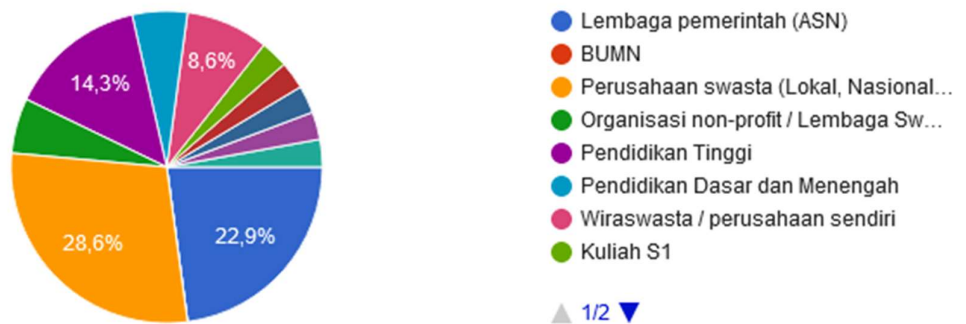 8,6%
14,3%
28,6%
22,9%
Lembaga pemerintah (ASN)
BUMN
Perusahaan swasta (Lokal, Nasional…
Organisasi non-profit / Lembaga Sw…
Pendidikan Tinggi
Pendidikan Dasar dan Menengah
Wiraswasta / perusahaan sendiri
Kuliah S1
1/2